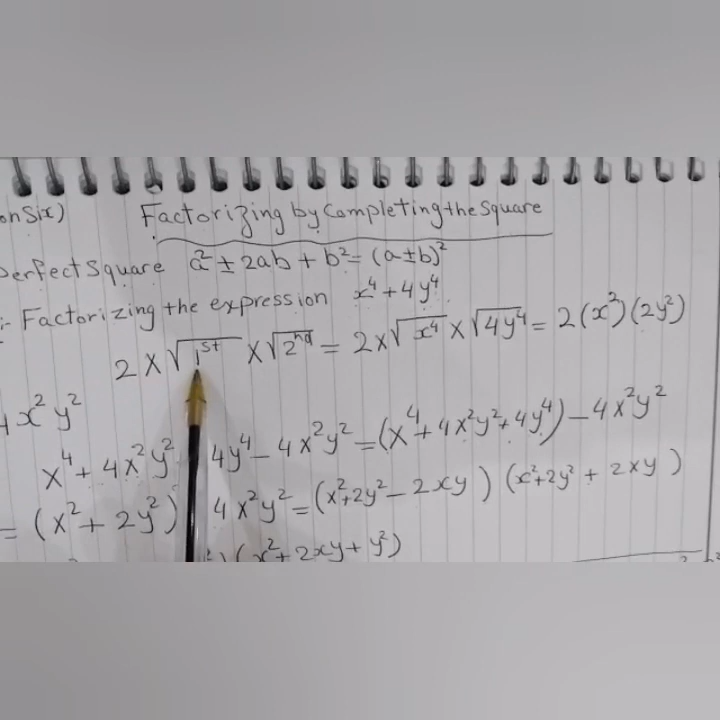 on Six) Factorizing by Completing the Square
Perfect Square a² ± 2ab + b² = (a±b)²
:- Factorizing the expression x⁴ + 4y⁴
2 × √1st × √2nd = 2 × √x⁴ × √4y⁴ = 2(x²)(2y²)
4x²y²
x⁴ + 4x²y² 4y⁴ - 4x²y² = (x⁴ + 4x²y² + 4y⁴) - 4x²y²
= (x² + 2y²) 4x²y² = (x² + 2y² - 2xy) (x² + 2y² + 2xy)
²)(x² + 2xy + y²)